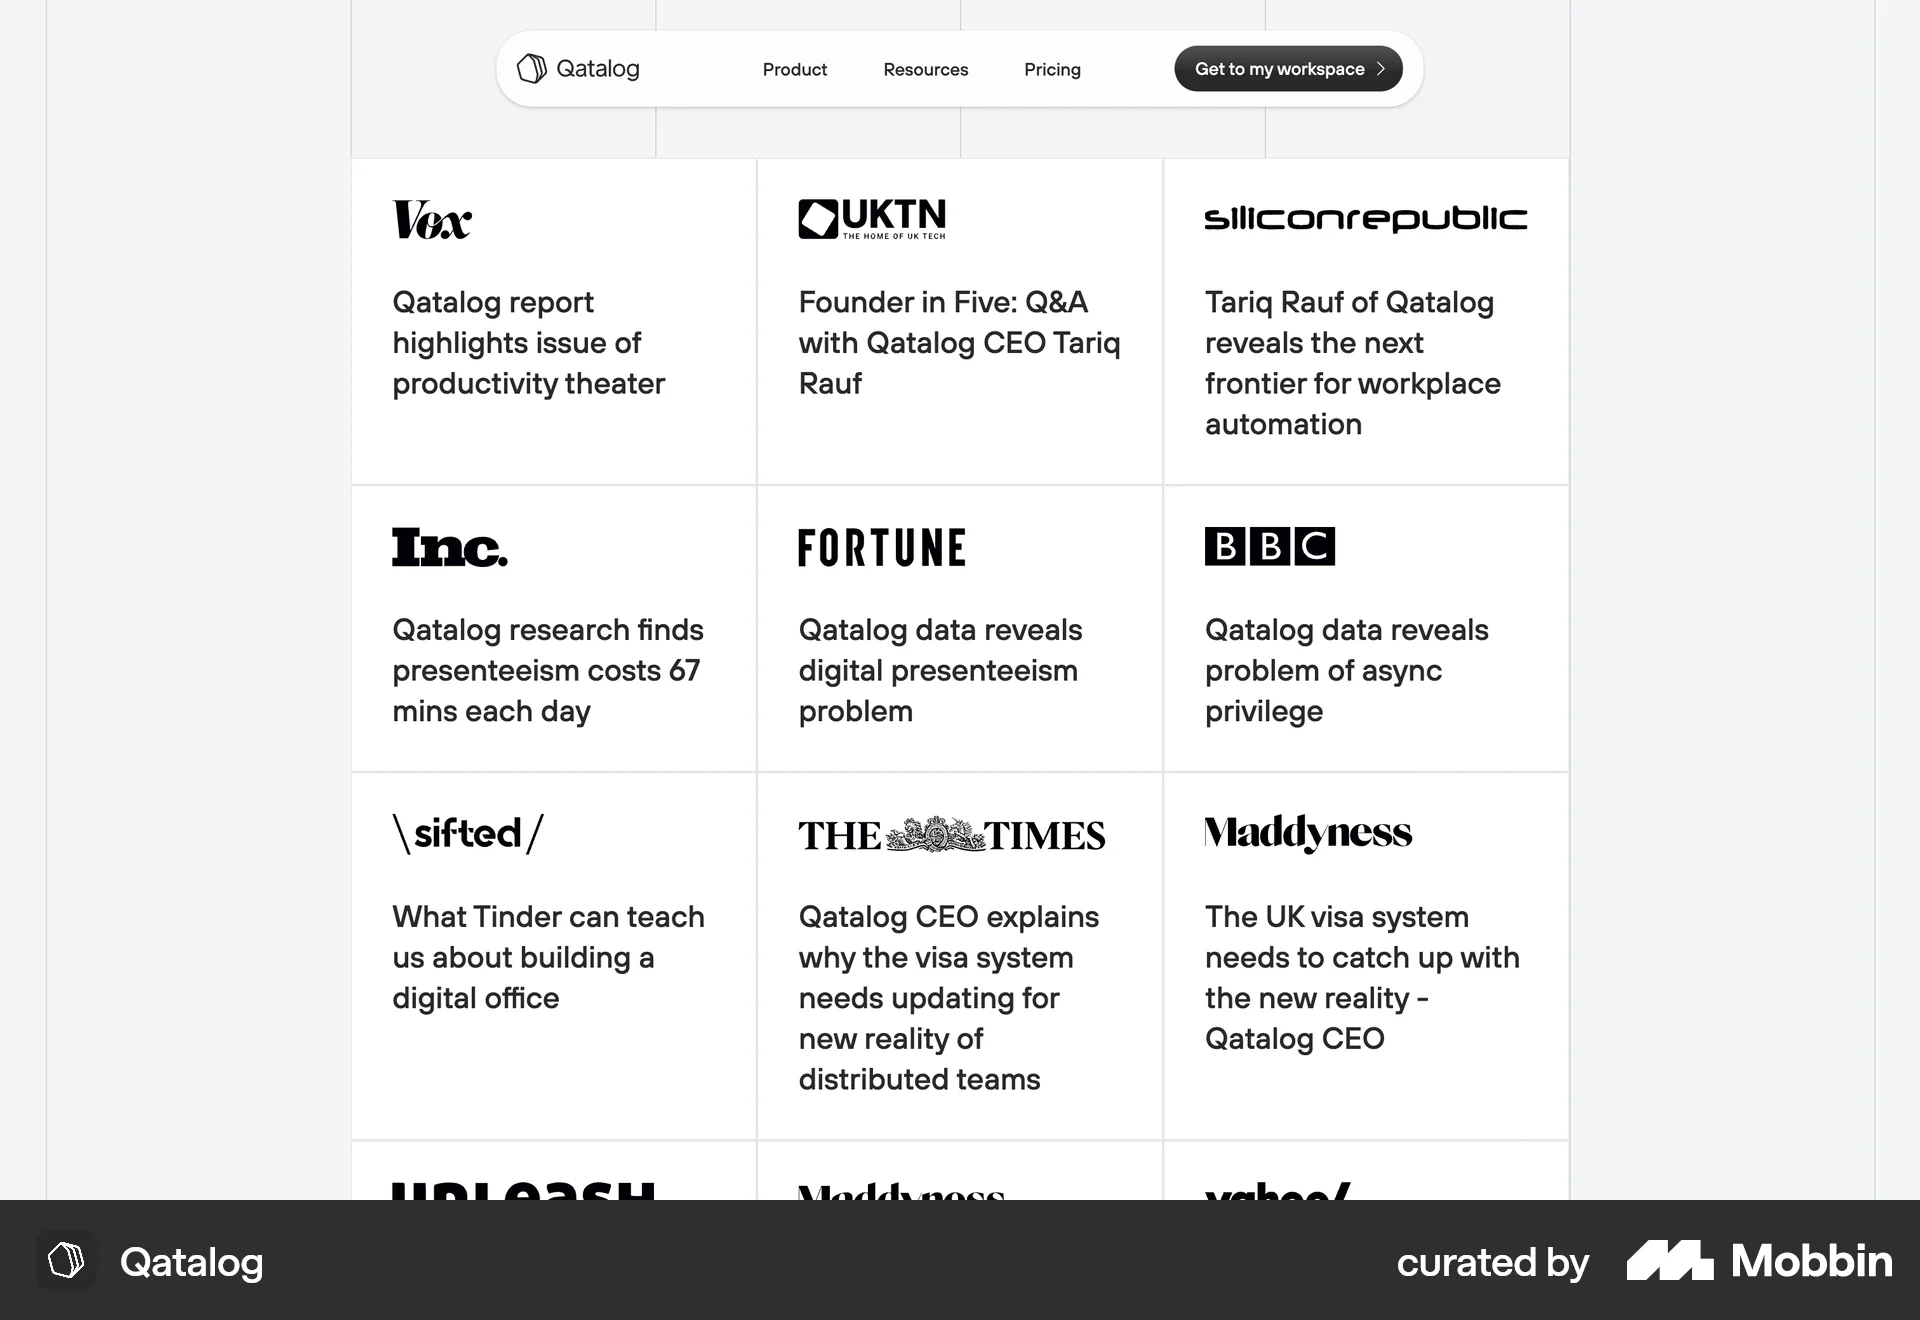 Qatalog
Product
Resources
Pricing
Get to my workspace
Vox
UKTN
THE HOME OF UK TECH
siliconrepublic
Qatalog report
highlights issue of
productivity theater
Founder in Five: Q&A
with Qatalog CEO Tariq
Rauf
Tariq Rauf of Qatalog
reveals the next
frontier for workplace
automation
Inc.
FORTUNE
BBC
Qatalog research finds
presenteeism costs 67
mins each day
Qatalog data reveals
digital presenteeism
problem
Qatalog data reveals
problem of async
privilege
\sifted/
THE TIMES
Maddyness
What Tinder can teach
us about building a
digital office
Qatalog CEO explains
why the visa system
needs updating for
new reality of
distributed teams
The UK visa system
needs to catch up with
the new reality -
Qatalog CEO
UNLEASH
Maddyness
yahoo!
Qatalog
curated by
Mobbin